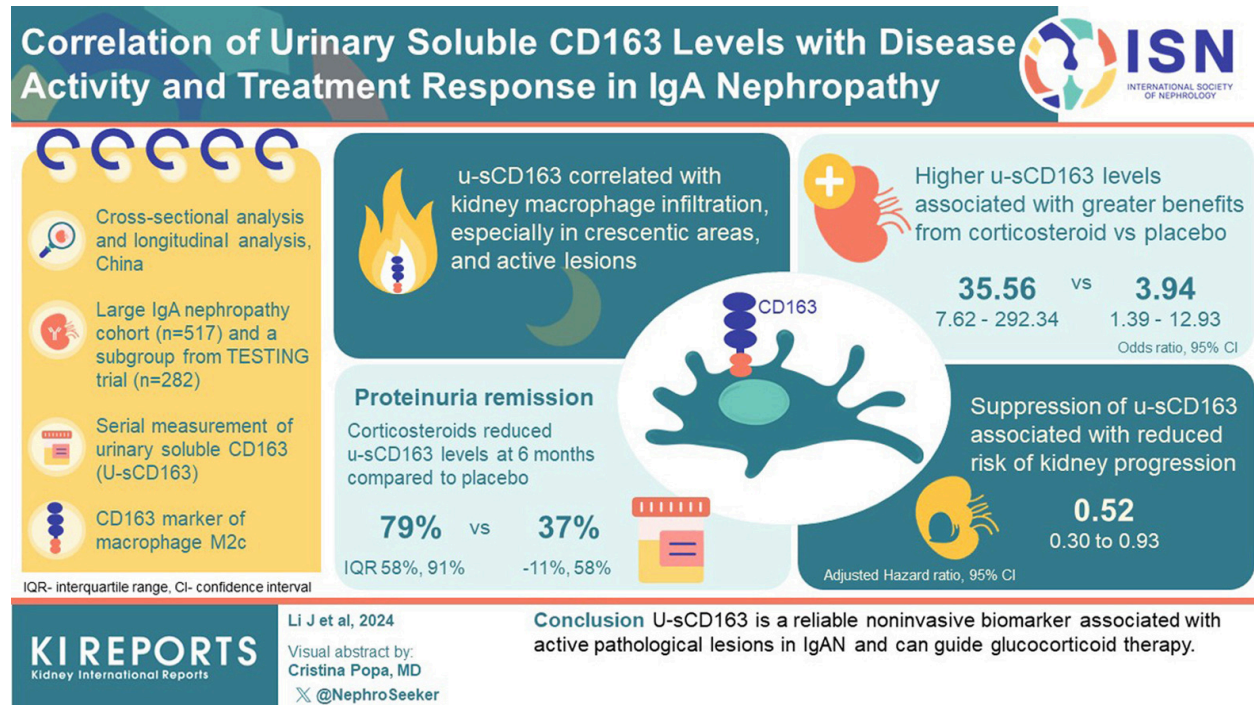 Correlation of Urinary Soluble CD163 Levels with Disease
Activity and Treatment Response in IgA Nephropathy
ISN
INTERNATIONAL SOCIETY
OF NEPHROLOGY
Cross-sectional analysis
and longitudinal analysis,
China
Large IgA nephropathy
cohort (n=517) and a
subgroup from TESTING
trial (n=282)
Serial measurement of
urinary soluble CD163
(U-sCD163)
CD163 marker of
macrophage M2c
IQR- interquartile range, CI- confidence interval
u-sCD163 correlated with
kidney macrophage infiltration,
especially in crescentic areas,
and active lesions
Higher u-sCD163 levels
associated with greater benefits
from corticosteroid vs placebo
35.56 vs 3.94
7.62 - 292.34 1.39 - 12.93
Odds ratio, 95% CI
CD163
Proteinuria remission
Corticosteroids reduced
u-sCD163 levels at 6 months
compared to placebo
79% vs 37%
IQR 58%, 91% -11%, 58%
Suppression of u-sCD163
associated with reduced
risk of kidney progression
0.52
0.30 to 0.93
Adjusted Hazard ratio, 95% CI
KI REPORTS
Kidney International Reports
Li J et al, 2024
Visual abstract by:
Cristina Popa, MD
X @NephroSeeker
Conclusion U-sCD163 is a reliable noninvasive biomarker associated with
active pathological lesions in IgAN and can guide glucocorticoid therapy.